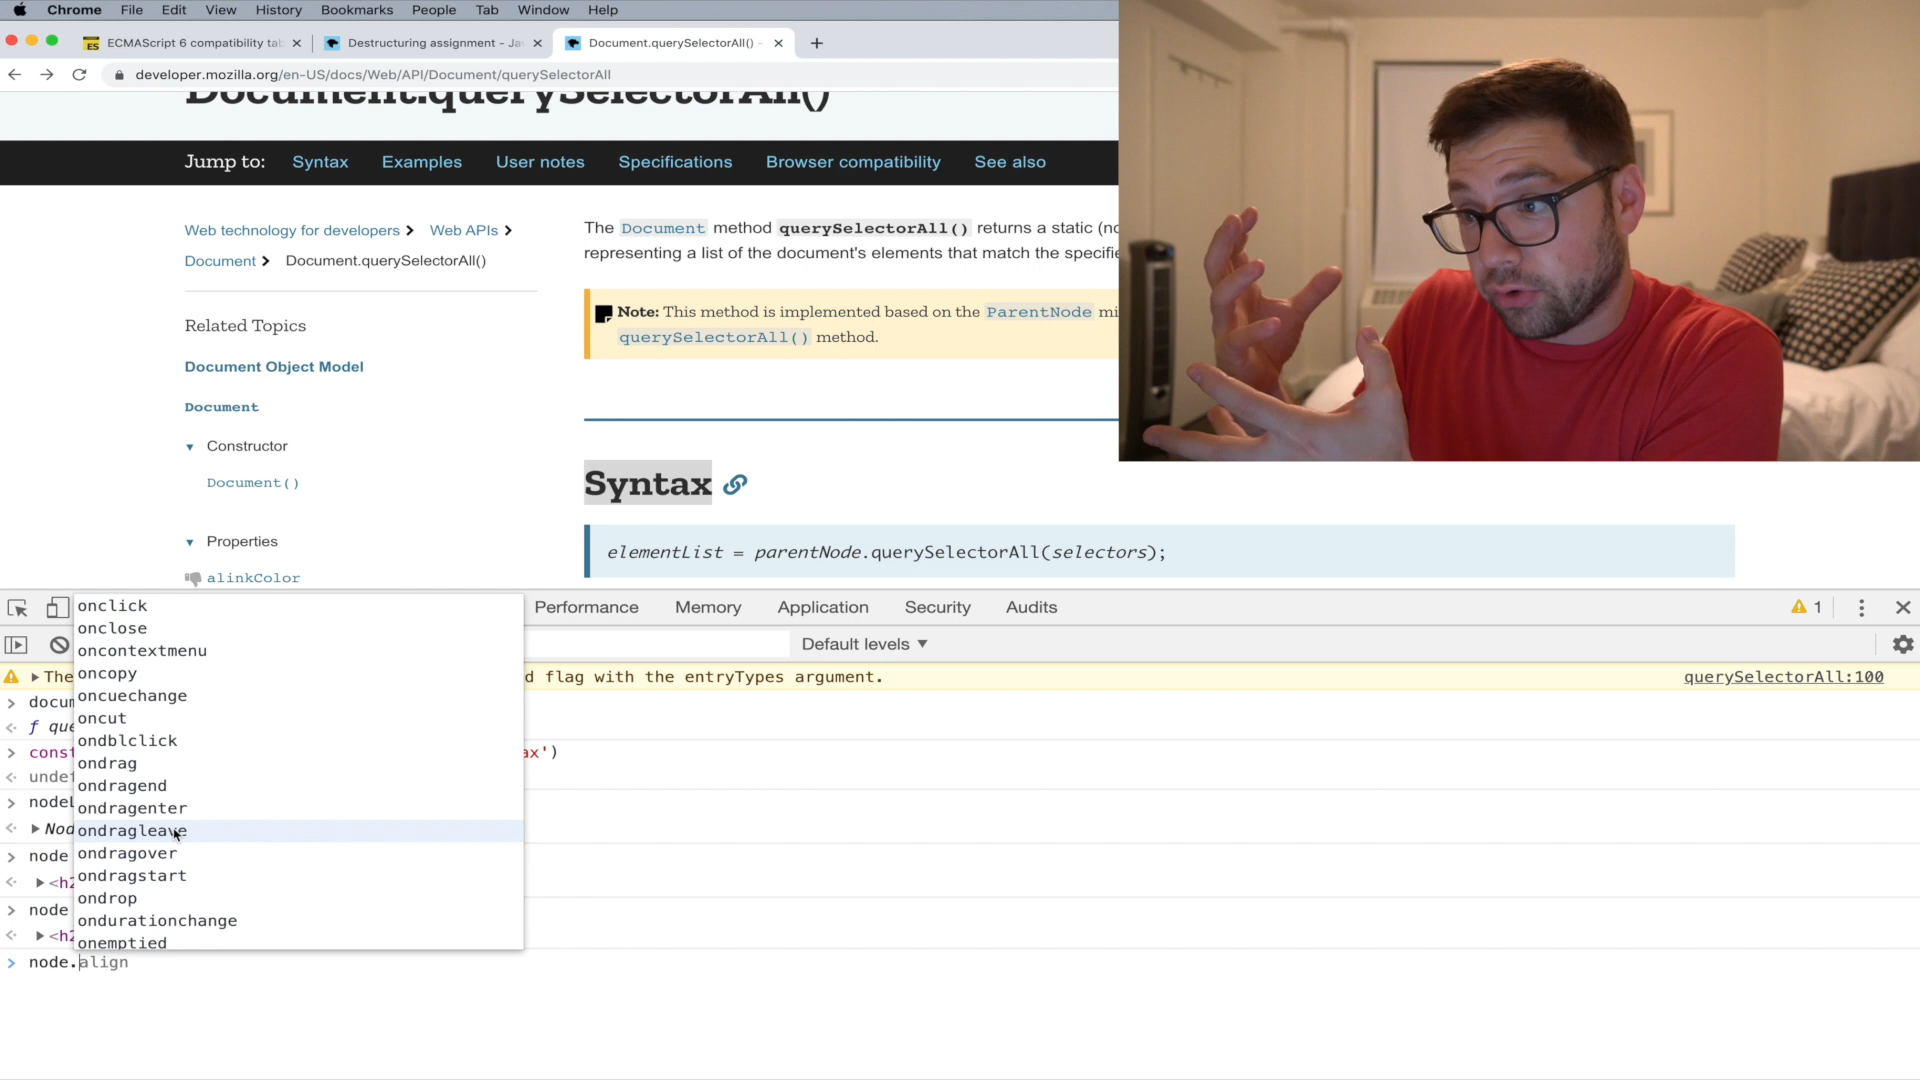 Chrome File Edit View History Bookmarks People Tab Window Help
ECMAScript 6 compatibility tab
Destructuring assignment - Ja
Document.querySelectorAll() -
developer.mozilla.org/en-US/docs/Web/API/Document/querySelectorAll
Document.querySelectorAll()
Jump to: Syntax Examples User notes Specifications Browser compatibility See also
Web technology for developers > Web APIs >
Document > Document.querySelectorAll()
Related Topics
Document Object Model
Document
Constructor
Document()
Properties
alinkColor
The Document method querySelectorAll() returns a static (no
representing a list of the document's elements that match the specifie
Note: This method is implemented based on the ParentNode mi
querySelectorAll() method.
Syntax
elementList = parentNode.querySelectorAll(selectors);
Performance Memory Application Security Audits 1
Default levels ▼
The
d flag with the entryTypes argument.
querySelectorAll:100
docum
f que
const
ax')
undef
nodeL
Nod
node
<h2
node
<h2
onclick
onclose
oncontextmenu
oncopy
oncuechange
oncut
ondblclick
ondrag
ondragend
ondragenter
ondragleave
ondragover
ondragstart
ondrop
ondurationchange
onemptied
node.align